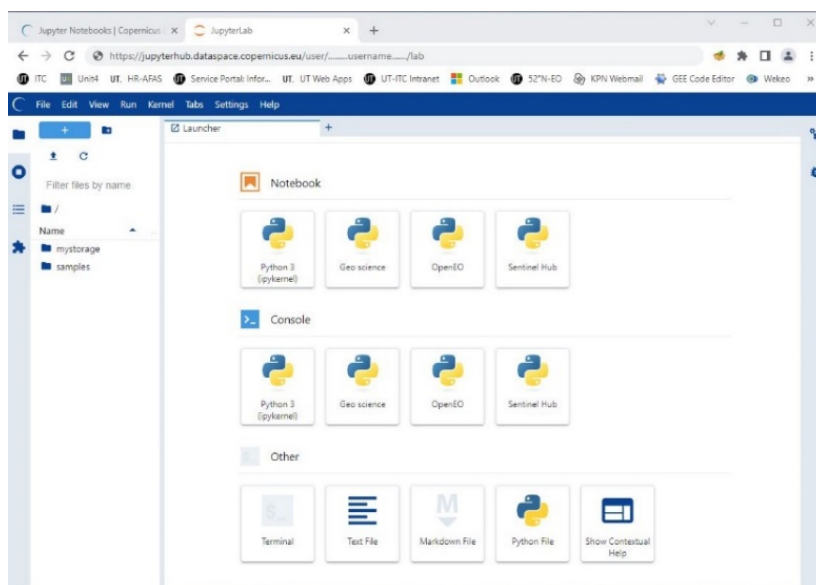 Jupyter Notebooks | Copernicus
JupyterLab
https://jupyterhub.dataspace.copernicus.eu/user/........username...../lab
ITC Unit4 UT. HR-AFAS Service Portal: Infor... UT. UT Web Apps UT-ITC Intranet Outlook 52°N-EO KPN Webmail GEE Code Editor Wekeo »
File Edit View Run Kernel Tabs Settings Help
Launcher
Filter files by name
/
Name
mystorage
samples
Notebook
Python 3 (ipykernel)
Geo science
OpenEO
Sentinel Hub
Console
Python 3 (ipykernel)
Geo science
OpenEO
Sentinel Hub
Other
Terminal
Text File
Markdown File
Python File
Show Contextual Help